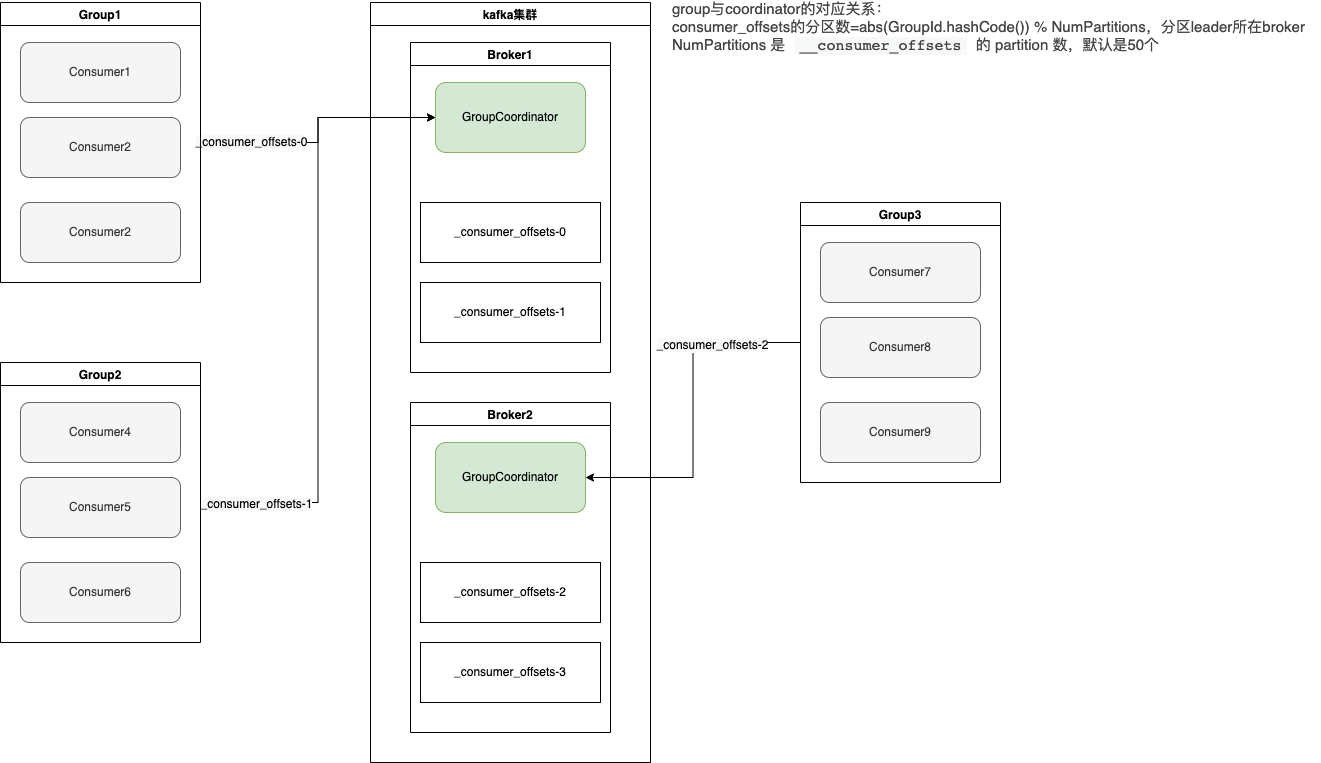 Group1
Consumer1
Consumer2
Consumer2
_consumer_offsets-0
Group2
Consumer4
Consumer5
Consumer6
_consumer_offsets-1
kafka集群
Broker1
GroupCoordinator
_consumer_offsets-0
_consumer_offsets-1
Broker2
GroupCoordinator
_consumer_offsets-2
_consumer_offsets-3
group与coordinator的对应关系：
consumer_offsets的分区数=abs(GroupId.hashCode()) % NumPartitions，分区leader所在broker
NumPartitions 是 __consumer_offsets 的 partition 数，默认是50个
_consumer_offsets-2
Group3
Consumer7
Consumer8
Consumer9